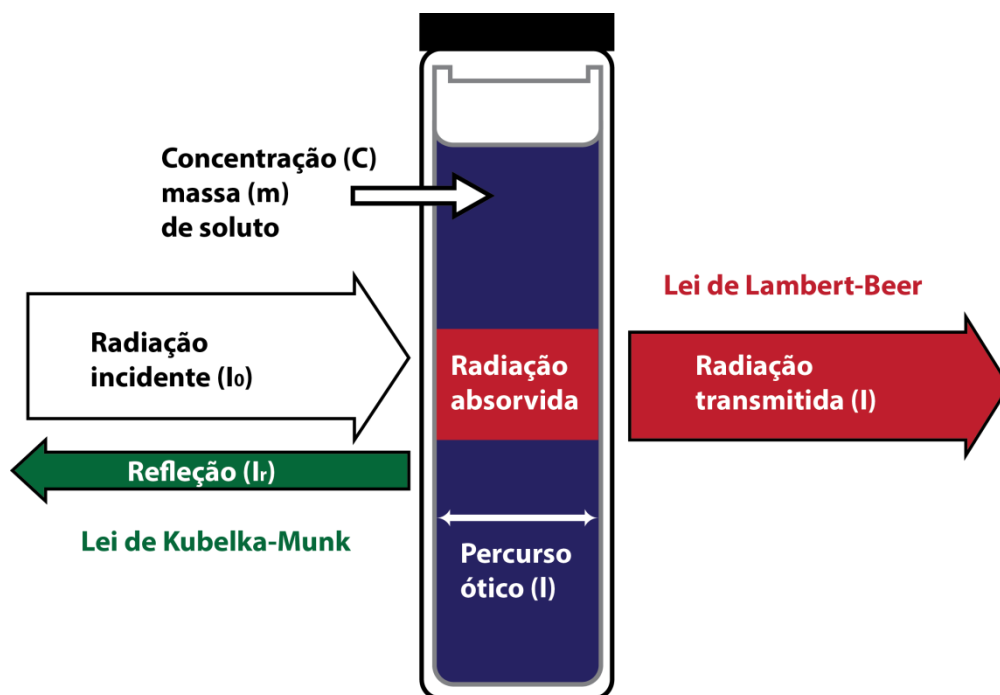 Concentração (C)
massa (m)
de soluto
Lei de Lambert-Beer
Radiação
incidente (I₀)
Radiação
absorvida
Radiação
transmitida (I)
Refleção (Iᵣ)
Lei de Kubelka-Munk
Percurso
ótico (l)